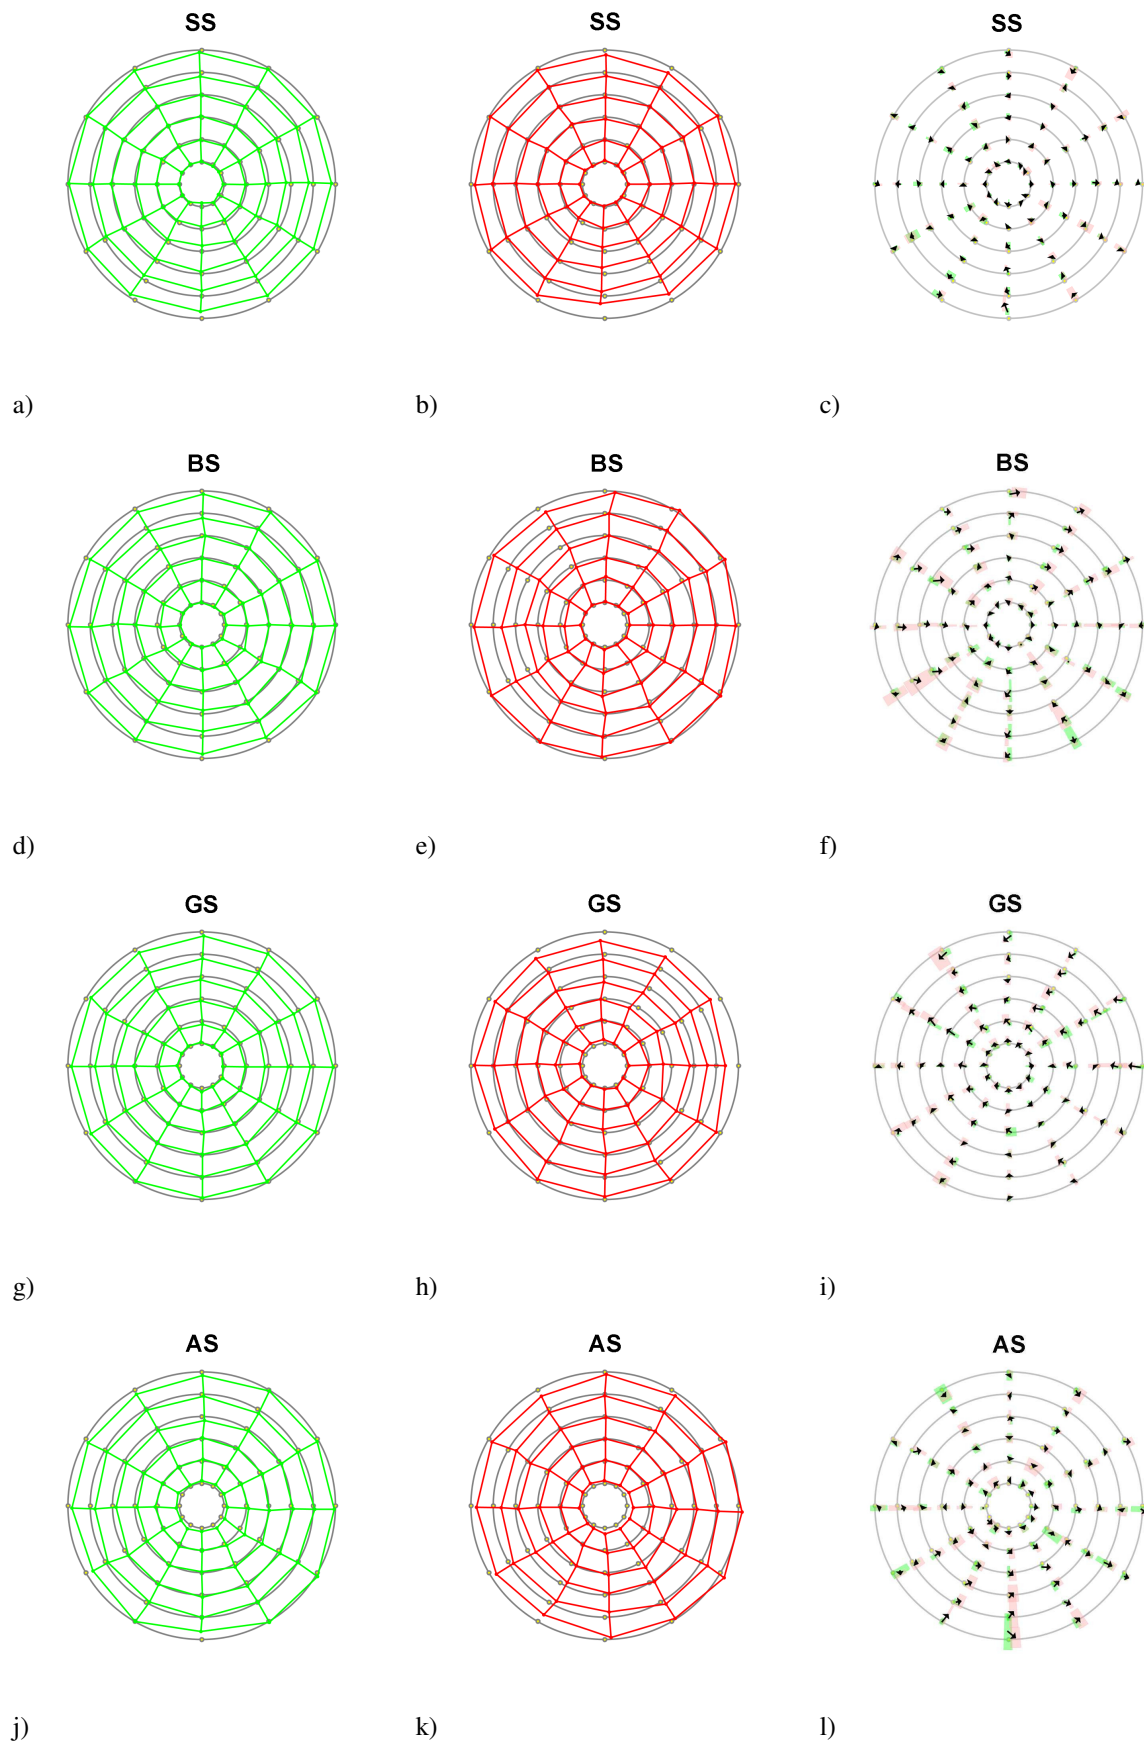 SS SS SS
a) b) c)
BS BS BS
d) e) f)
GS GS GS
g) h) i)
AS AS AS
j) k) l)